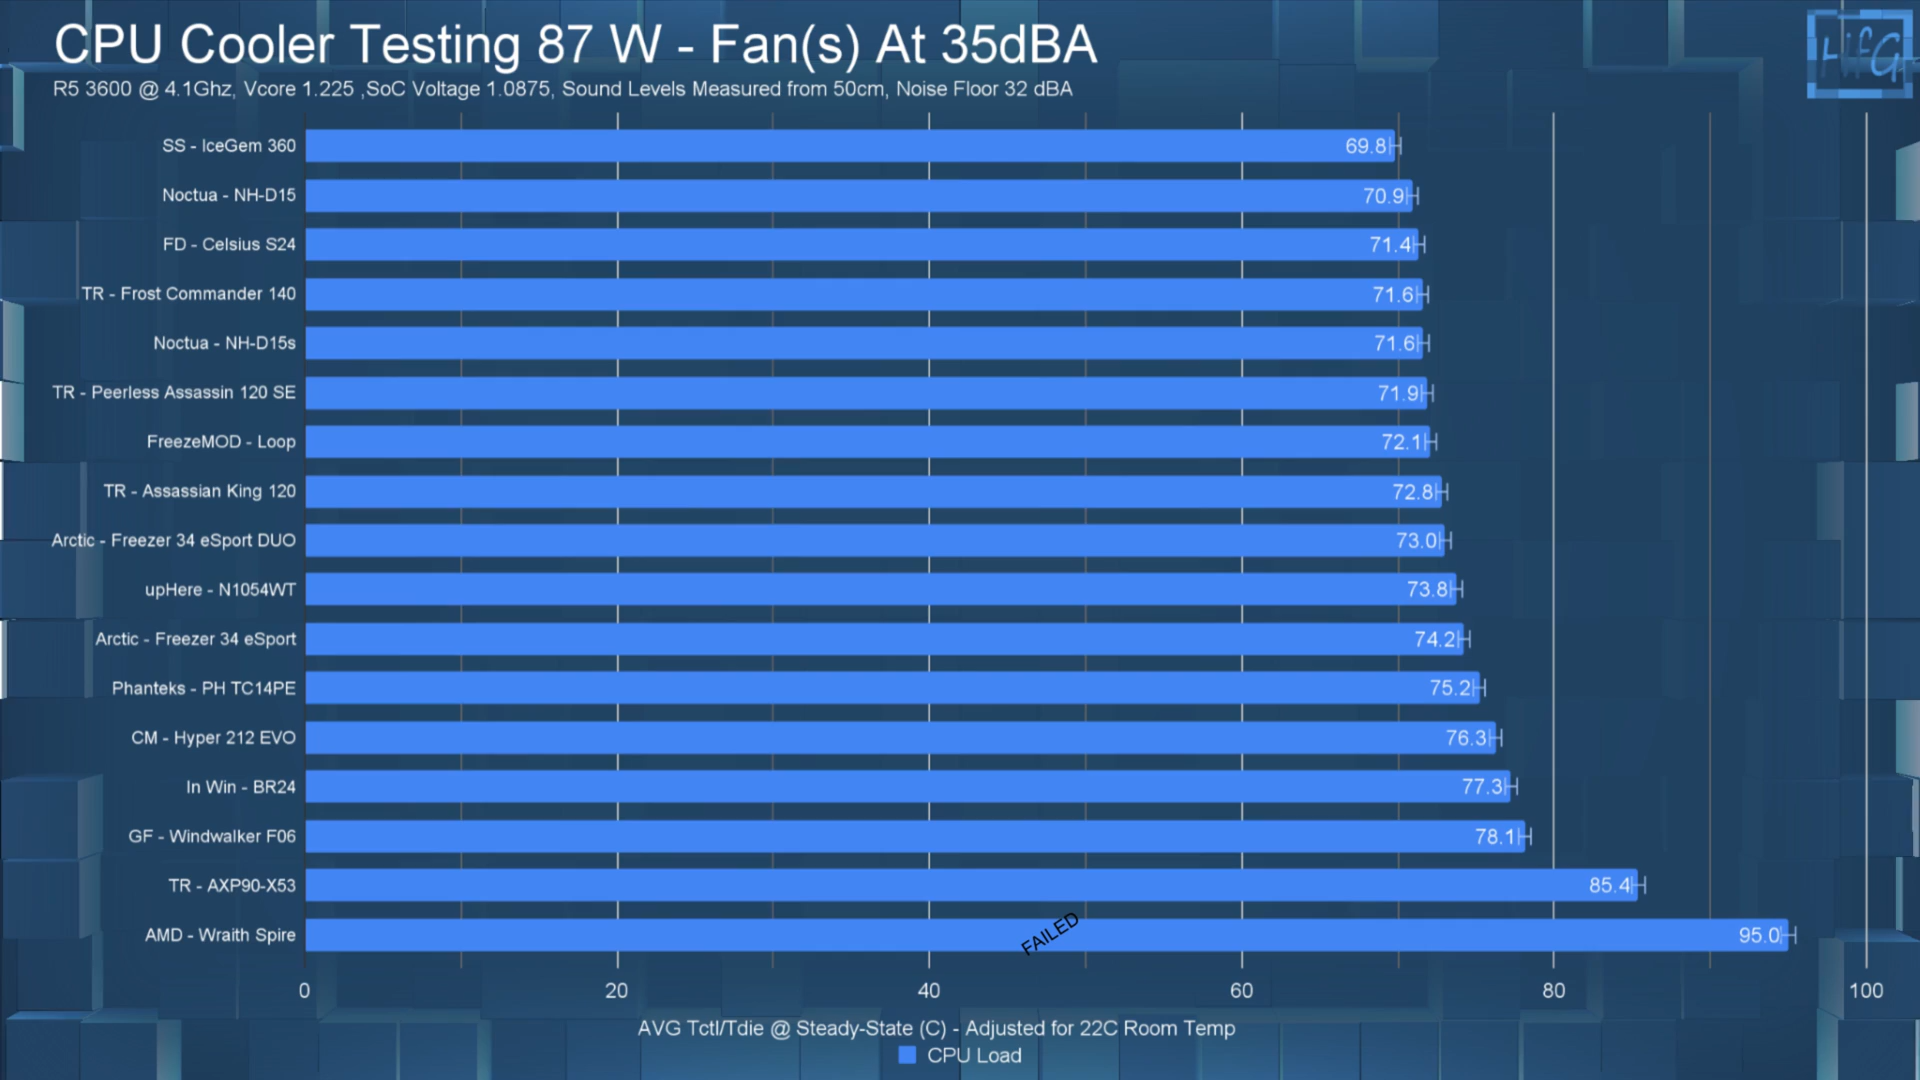 CPU Cooler Testing 87 W - Fan(s) At 35dBA
R5 3600 @ 4.1Ghz, Vcore 1.225 ,SoC Voltage 1.0875, Sound Levels Measured from 50cm, Noise Floor 32 dBA
LifG
SS - IceGem 360 69.8
Noctua - NH-D15 70.9
FD - Celsius S24 71.4
TR - Frost Commander 140 71.6
Noctua - NH-D15s 71.6
TR - Peerless Assassin 120 SE 71.9
FreezeMOD - Loop 72.1
TR - Assassian King 120 72.8
Arctic - Freezer 34 eSport DUO 73.0
upHere - N1054WT 73.8
Arctic - Freezer 34 eSport 74.2
Phanteks - PH TC14PE 75.2
CM - Hyper 212 EVO 76.3
In Win - BR24 77.3
GF - Windwalker F06 78.1
TR - AXP90-X53 85.4
AMD - Wraith Spire FAILED 95.0
0 20 40 60 80 100
AVG Tctl/Tdie @ Steady-State (C) - Adjusted for 22C Room Temp
CPU Load